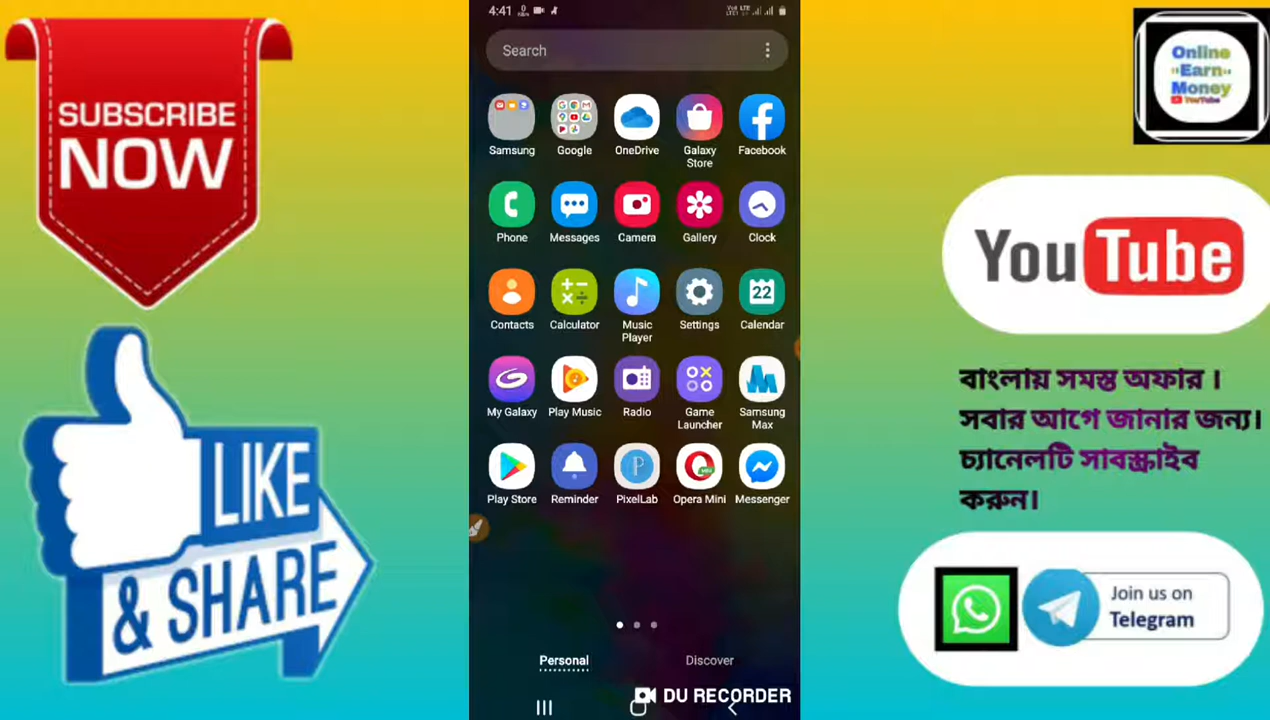 SUBSCRIBE
NOW
LIKE
& SHARE
4:41
Search
Samsung
Google
OneDrive
Galaxy
Store
Facebook
Phone
Messages
Camera
Gallery
Clock
Contacts
Calculator
Music
Player
Settings
22
Calendar
My Galaxy
Play Music
Radio
Game
Launcher
Samsung
Max
Play Store
Reminder
PixelLab
Opera Mini
Messenger
Personal
Discover
DU RECORDER
Online
Earn
Money
YouTube
YouTube
বাংলায় সমস্ত অফার ।
সবার আগে জানার জন্য।
চ্যানেলটি সাবস্ক্রাইব
করুন।
Join us on
Telegram